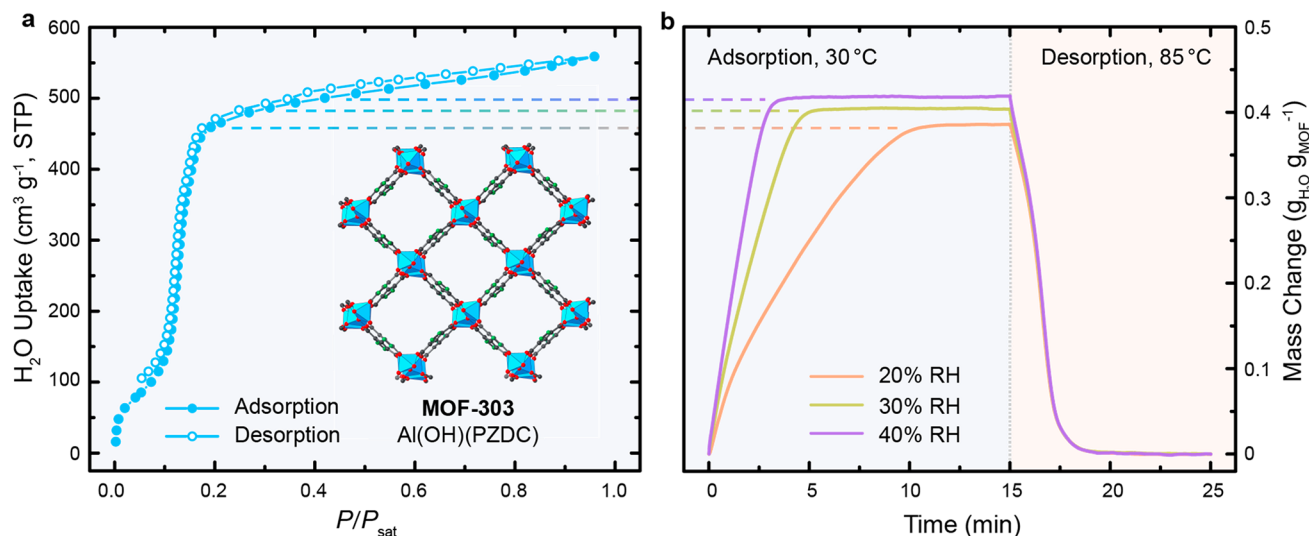 a
H₂O Uptake (cm³ g⁻¹, STP)
600
500
400
300
200
100
0
Adsorption
Desorption
MOF-303
Al(OH)(PZDC)
0.0 0.2 0.4 0.6 0.8 1.0
P/Psat
b
Adsorption, 30 °C
Desorption, 85 °C
20% RH
30% RH
40% RH
0.5
0.4
0.3
0.2
0.1
0
Mass Change (g_H₂O g_MOF⁻¹)
0 5 10 15 20 25
Time (min)